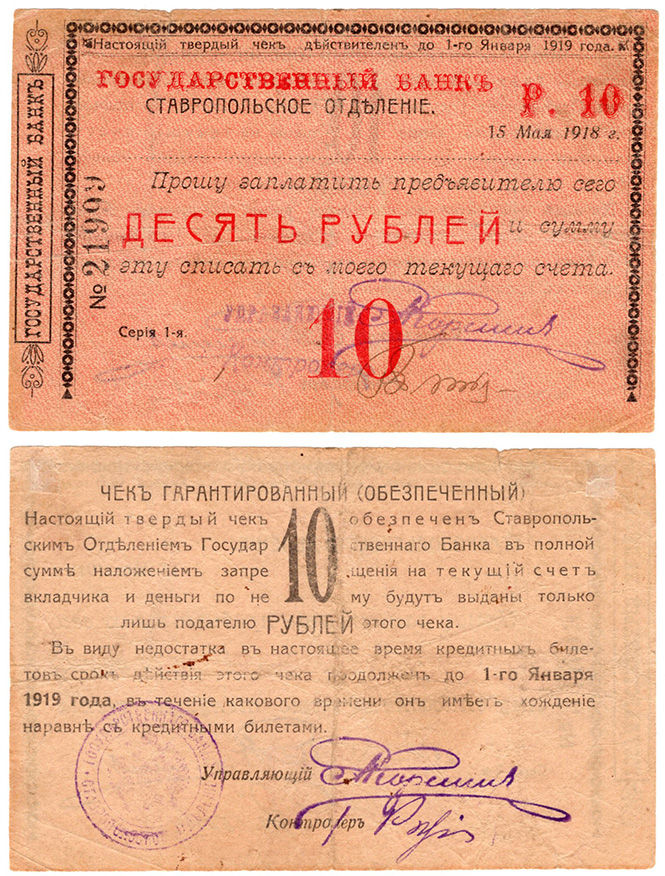 Настоящій твердый чекъ дѣйствителенъ до 1-го Января 1919 года.
ГОСУДАРСТВЕННЫЙ БАНКЪ
ГОСУДАРСТВЕННЫЙ БАНКЪ
СТАВРОПОЛЬСКОЕ ОТДѢЛЕНІЕ.
Р. 10
15 Мая 1918 г.
№ 21999
Прошу заплатить предъявителю сего
ДЕСЯТЬ РУБЛЕЙ и сумму
эту списать съ моего текущаго счета.
Серія 1-я.
10
ЧЕКЪ ГАРАНТИРОВАННЫЙ (ОБЕЗПЕЧЕННЫЙ)
Настоящій твердый чекъ обезпеченъ Ставрополь-
скимъ Отдѣленіемъ Государ 10 ственнаго Банка въ полной
суммѣ наложеніемъ запре щенія на текущій счетъ
вкладчика и деньги по не му будутъ выданы только
лишь подателю РУБЛЕЙ этого чека.
Въ виду недостатка въ настоящее время кредитныхъ биле-
товъ срокъ дѣйствія этого чека продолженъ до 1-го Января
1919 года, въ теченіе какового времени онъ имѣетъ хожденіе
наравнѣ съ кредитными билетами.
Управляющій
Контролеръ